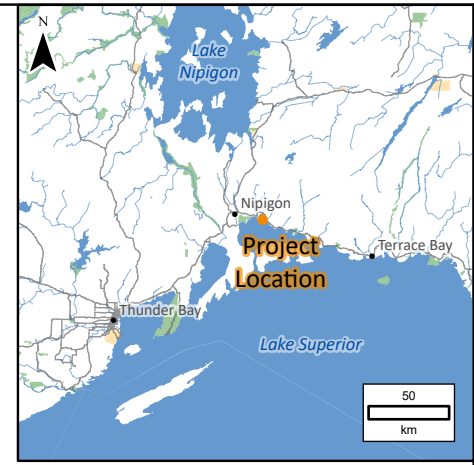 N
Lake
Nipigon
Nipigon
Project
Location
Terrace Bay
Thunder Bay
Lake Superior
50
km